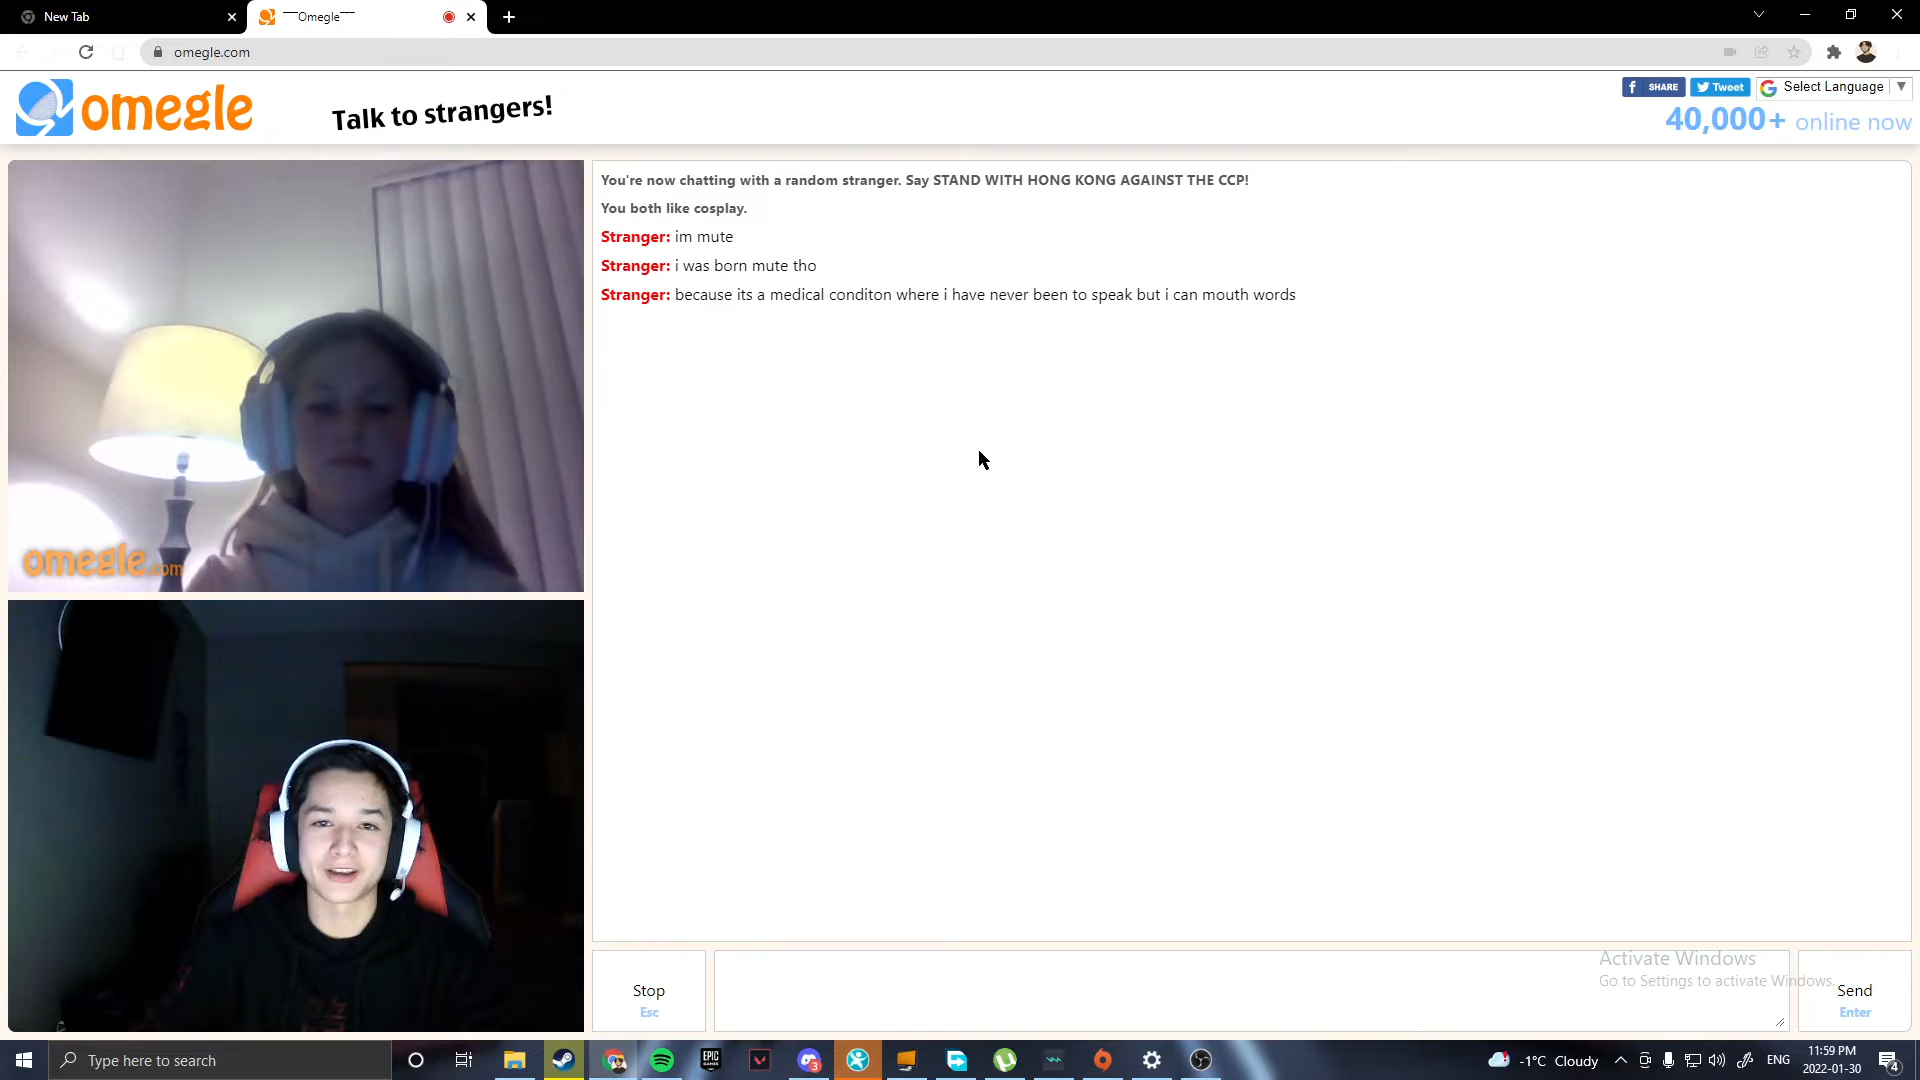 New Tab
Omegle
omegle.com
omegle
Talk to strangers!
SHARE
Tweet
Select Language
40,000+ online now
You're now chatting with a random stranger. Say STAND WITH HONG KONG AGAINST THE CCP!
You both like cosplay.
Stranger: im mute
Stranger: i was born mute tho
Stranger: because its a medical conditon where i have never been to speak but i can mouth words
omegle.com
Stop
Esc
Activate Windows
Go to Settings to activate Windows.
Send
Enter
Type here to search
EPIC GAMES
3
-1°C Cloudy
ENG
11:59 PM
2022-01-30
4